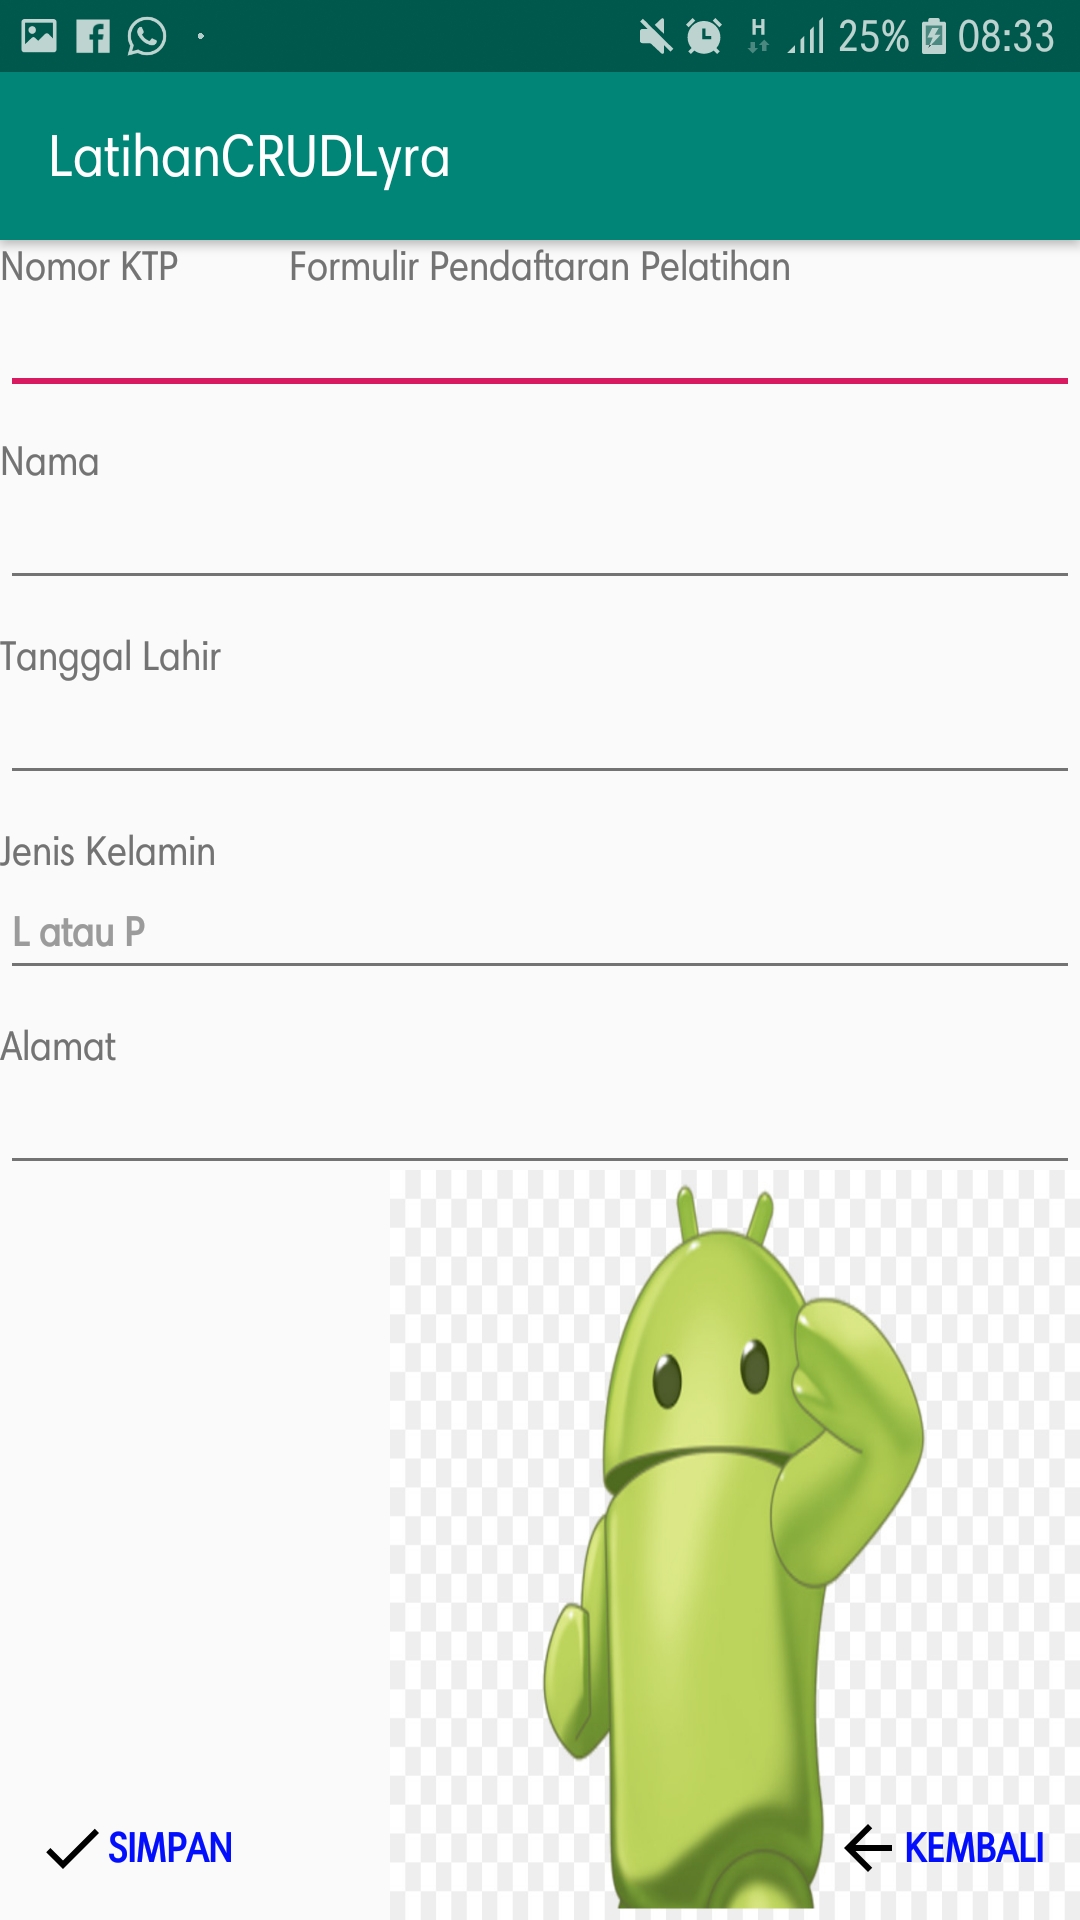 H 25% 08:33
LatihanCRUDLyra
Nomor KTP Formulir Pendaftaran Pelatihan
Nama
Tanggal Lahir
Jenis Kelamin
L atau P
Alamat
SIMPAN KEMBALI